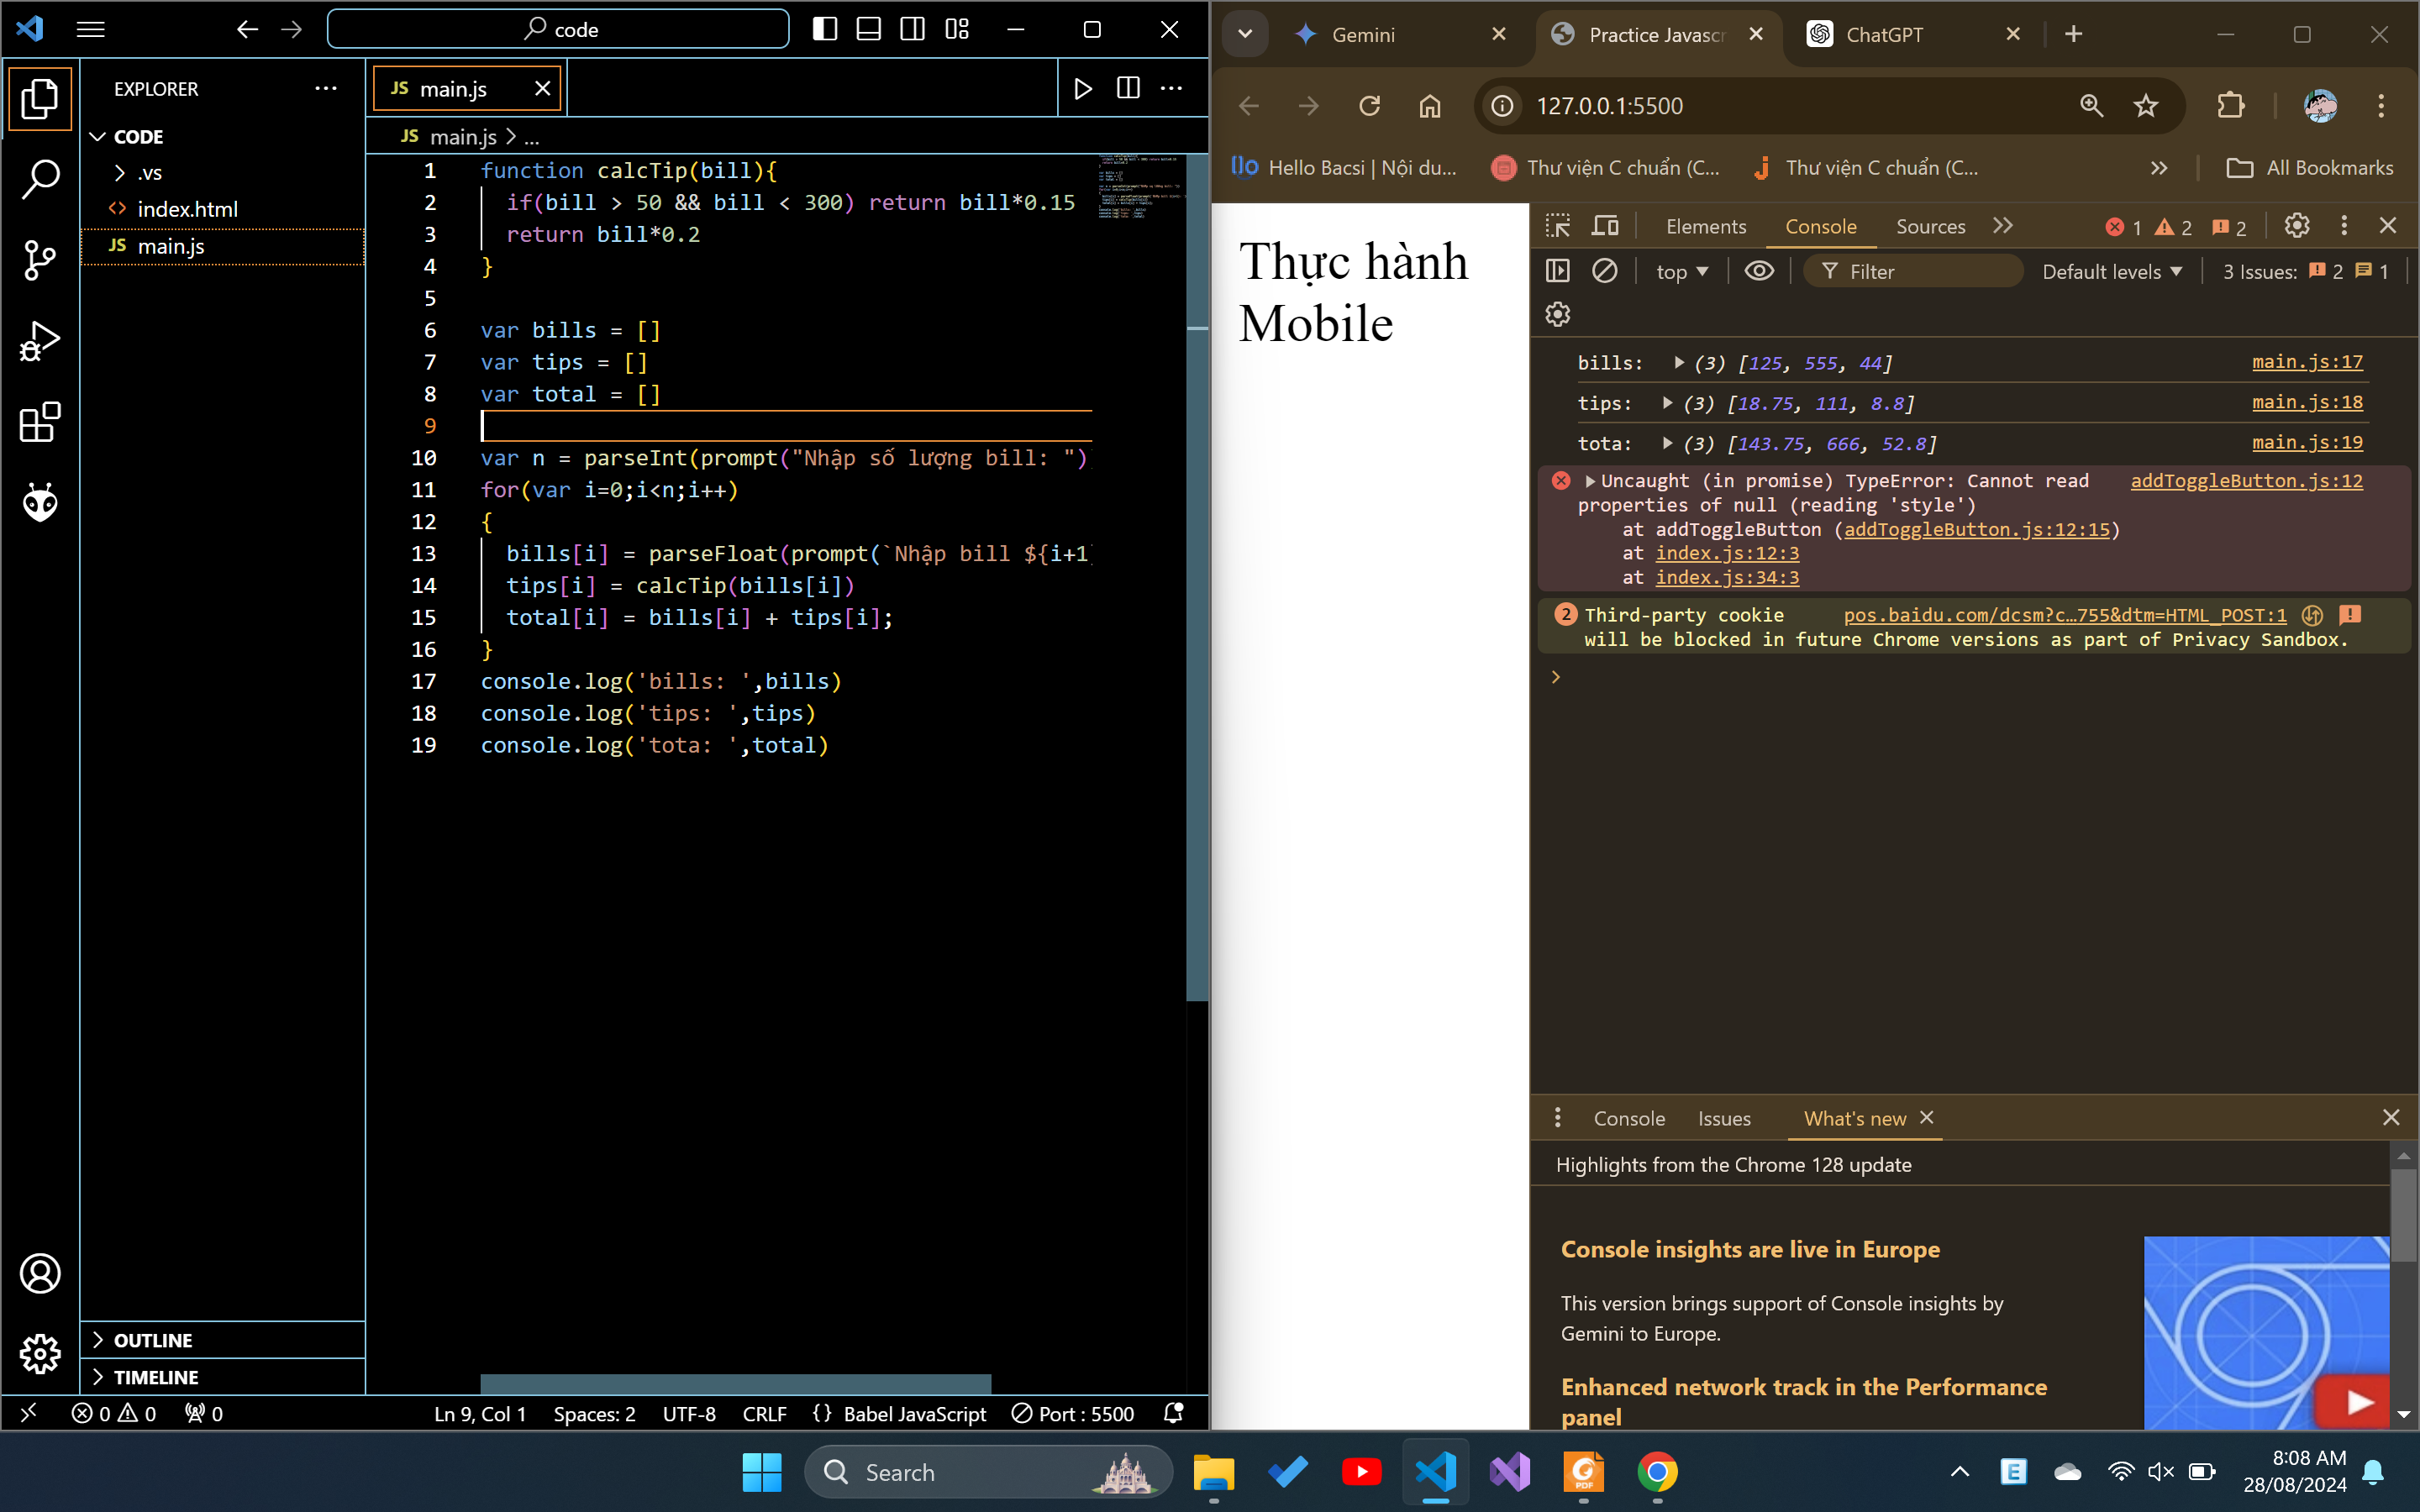 code
EXPLORER
CODE
.vs
index.html
JS main.js
OUTLINE
TIMELINE
JS main.js
JS main.js > ...
1 function calcTip(bill){
2 if(bill > 50 && bill < 300) return bill*0.15
3 return bill*0.2
4 }
5
6 var bills = []
7 var tips = []
8 var total = []
9
10 var n = parseInt(prompt("Nhập số lượng bill: ")
11 for(var i=0;i<n;i++)
12 {
13 bills[i] = parseFloat(prompt(`Nhập bill ${i+1
14 tips[i] = calcTip(bills[i])
15 total[i] = bills[i] + tips[i];
16 }
17 console.log('bills: ',bills)
18 console.log('tips: ',tips)
19 console.log('tota: ',total)
0 0 0 Ln 9, Col 1 Spaces: 2 UTF-8 CRLF {} Babel JavaScript Port : 5500
Gemini
Practice Javascr
ChatGPT
127.0.0.1:5500
Hello Bacsi | Nội du...
Thư viện C chuẩn (C...
Thư viện C chuẩn (C...
All Bookmarks
Thực hành
Mobile
Elements Console Sources 1 2 2
top Filter Default levels 3 Issues: 2 1
bills: (3) [125, 555, 44] main.js:17
tips: (3) [18.75, 111, 8.8] main.js:18
tota: (3) [143.75, 666, 52.8] main.js:19
Uncaught (in promise) TypeError: Cannot read addToggleButton.js:12
properties of null (reading 'style')
at addToggleButton (addToggleButton.js:12:15)
at index.js:12:3
at index.js:34:3
2 Third-party cookie pos.baidu.com/dcsm?c…755&dtm=HTML_POST:1
will be blocked in future Chrome versions as part of Privacy Sandbox.
Console Issues What's new
Highlights from the Chrome 128 update
Console insights are live in Europe
This version brings support of Console insights by
Gemini to Europe.
Enhanced network track in the Performance
panel
Search
E
PDF
8:08 AM
28/08/2024